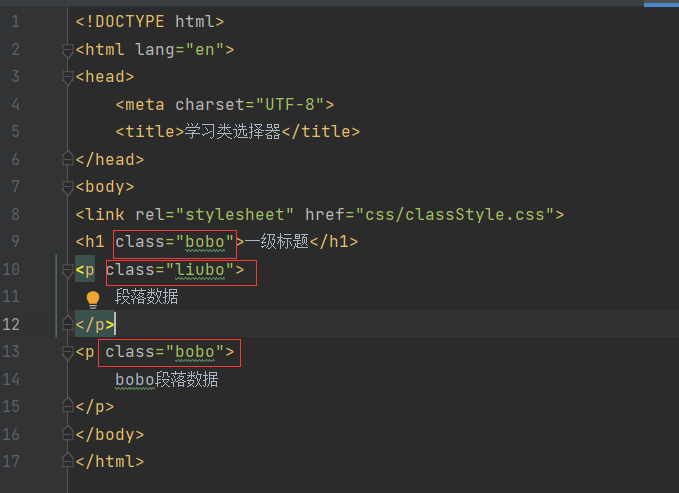 1 <!DOCTYPE html>
2 <html lang="en">
3 <head>
4     <meta charset="UTF-8">
5     <title>学习类选择器</title>
6 </head>
7 <body>
8 <link rel="stylesheet" href="css/classStyle.css">
9 <h1 class="bobo">一级标题</h1>
10 <p class="liubo">
11     段落数据
12 </p>
13 <p class="bobo">
14     bobo段落数据
15 </p>
16 </body>
17 </html>